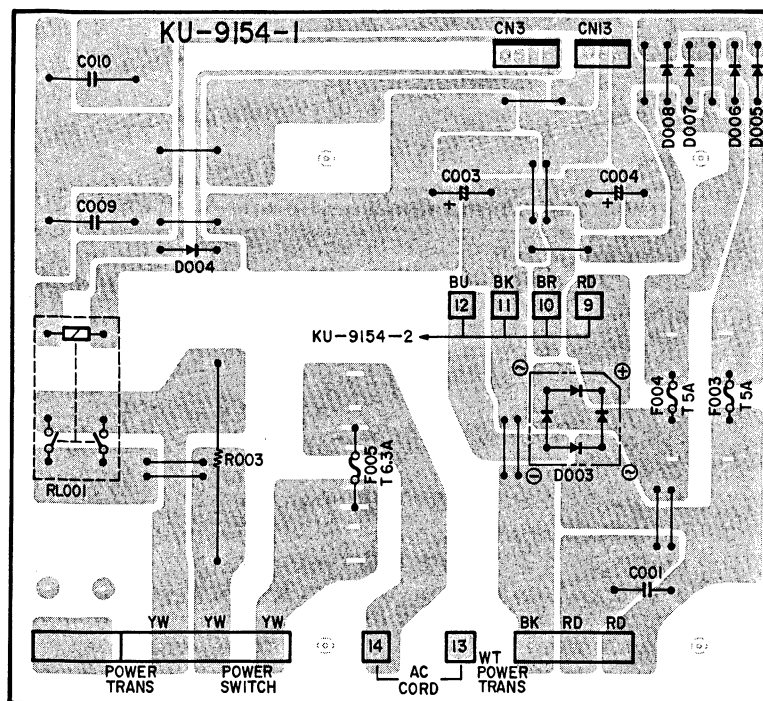 KU-9154-1
CN3
CN13
C010
D008
D007
D006
D005
C003
+
C004
+
C009
D004
BU
BK
BR
RD
12
11
10
9
KU-9154-2
F004
T5A
F003
T5A
R003
F005
T6.3A
D003
RL001
C001
YW
YW
YW
BK
RD
RD
14
13
POWER
TRANS
POWER
SWITCH
AC
CORD
WT
POWER
TRANS